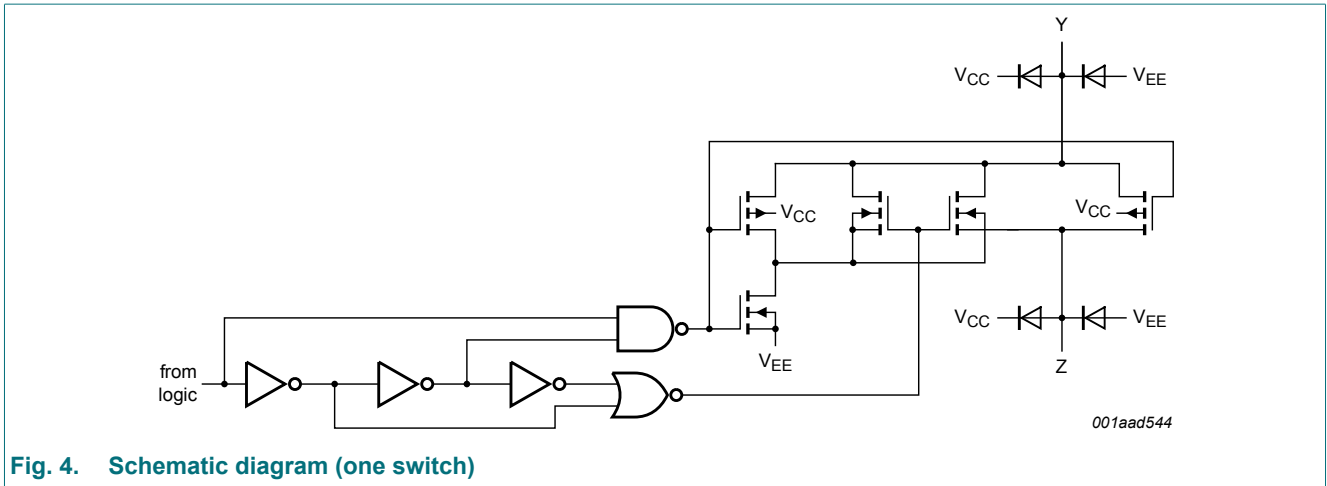 Y
VCC
VEE
VCC
VCC
VCC
VEE
VEE
Z
from
logic
001aad544
Fig. 4. Schematic diagram (one switch)